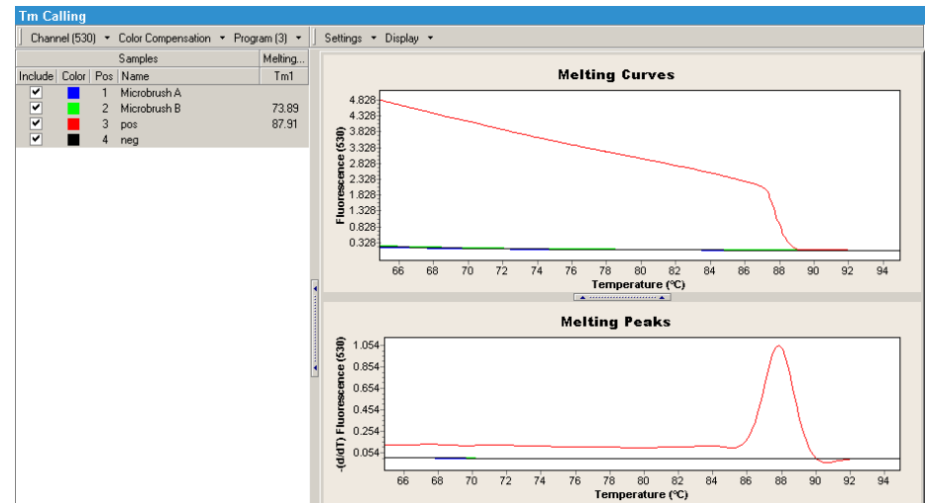 Tm Calling
Channel (530) Color Compensation Program (3) Settings Display
Samples Melting...
Include Color Pos Name Tm1
1 Microbrush A
2 Microbrush B 73.89
3 pos 87.91
4 neg
Melting Curves
Fluorescence (530)
4.828
4.328
3.828
3.328
2.828
2.328
1.828
1.328
0.828
0.328
66 68 70 72 74 76 78 80 82 84 86 88 90 92 94
Temperature (°C)
Melting Peaks
-(d/dT) Fluorescence (530)
1.054
0.854
0.654
0.454
0.254
0.054
66 68 70 72 74 76 78 80 82 84 86 88 90 92 94
Temperature (°C)